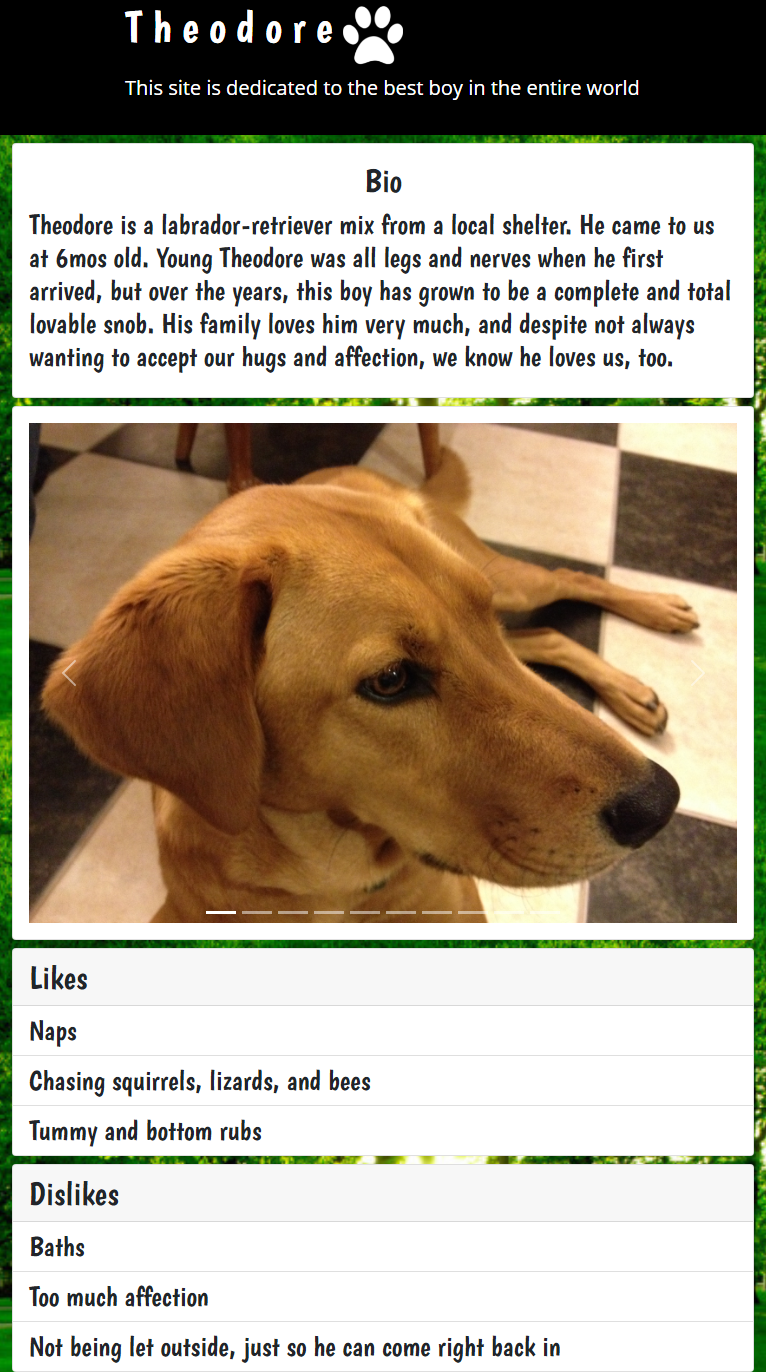 Theodore
This site is dedicated to the best boy in the entire world
Bio
Theodore is a labrador-retriever mix from a local shelter. He came to us
at 6mos old. Young Theodore was all legs and nerves when he first
arrived, but over the years, this boy has grown to be a complete and total
lovable snob. His family loves him very much, and despite not always
wanting to accept our hugs and affection, we know he loves us, too.
Likes
Naps
Chasing squirrels, lizards, and bees
Tummy and bottom rubs
Dislikes
Baths
Too much affection
Not being let outside, just so he can come right back in